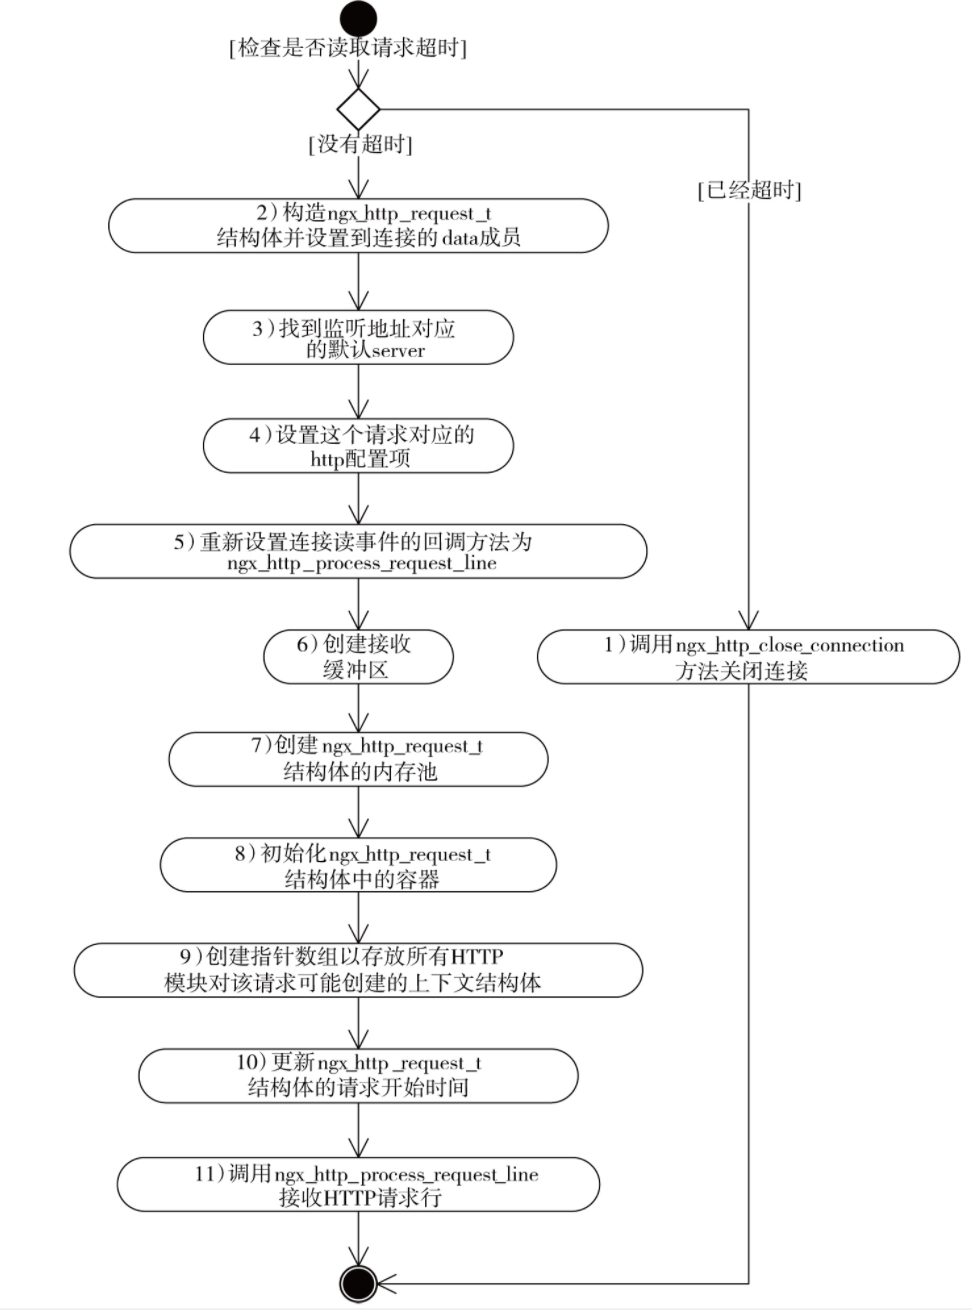 [检查是否读取请求超时]
[没有超时]
[已经超时]
2)构造ngx_http_request_t
结构体并设置到连接的data成员
3)找到监听地址对应
的默认server
4)设置这个请求对应的
http配置项
5)重新设置连接读事件的回调方法为
ngx_http_process_request_line
6)创建接收
缓冲区
1)调用ngx_http_close_connection
方法关闭连接
7)创建ngx_http_request_t
结构体的内存池
8)初始化ngx_http_request_t
结构体中的容器
9)创建指针数组以存放所有HTTP
模块对该请求可能创建的上下文结构体
10)更新ngx_http_request_t
结构体的请求开始时间
11)调用ngx_http_process_request_line
接收HTTP请求行